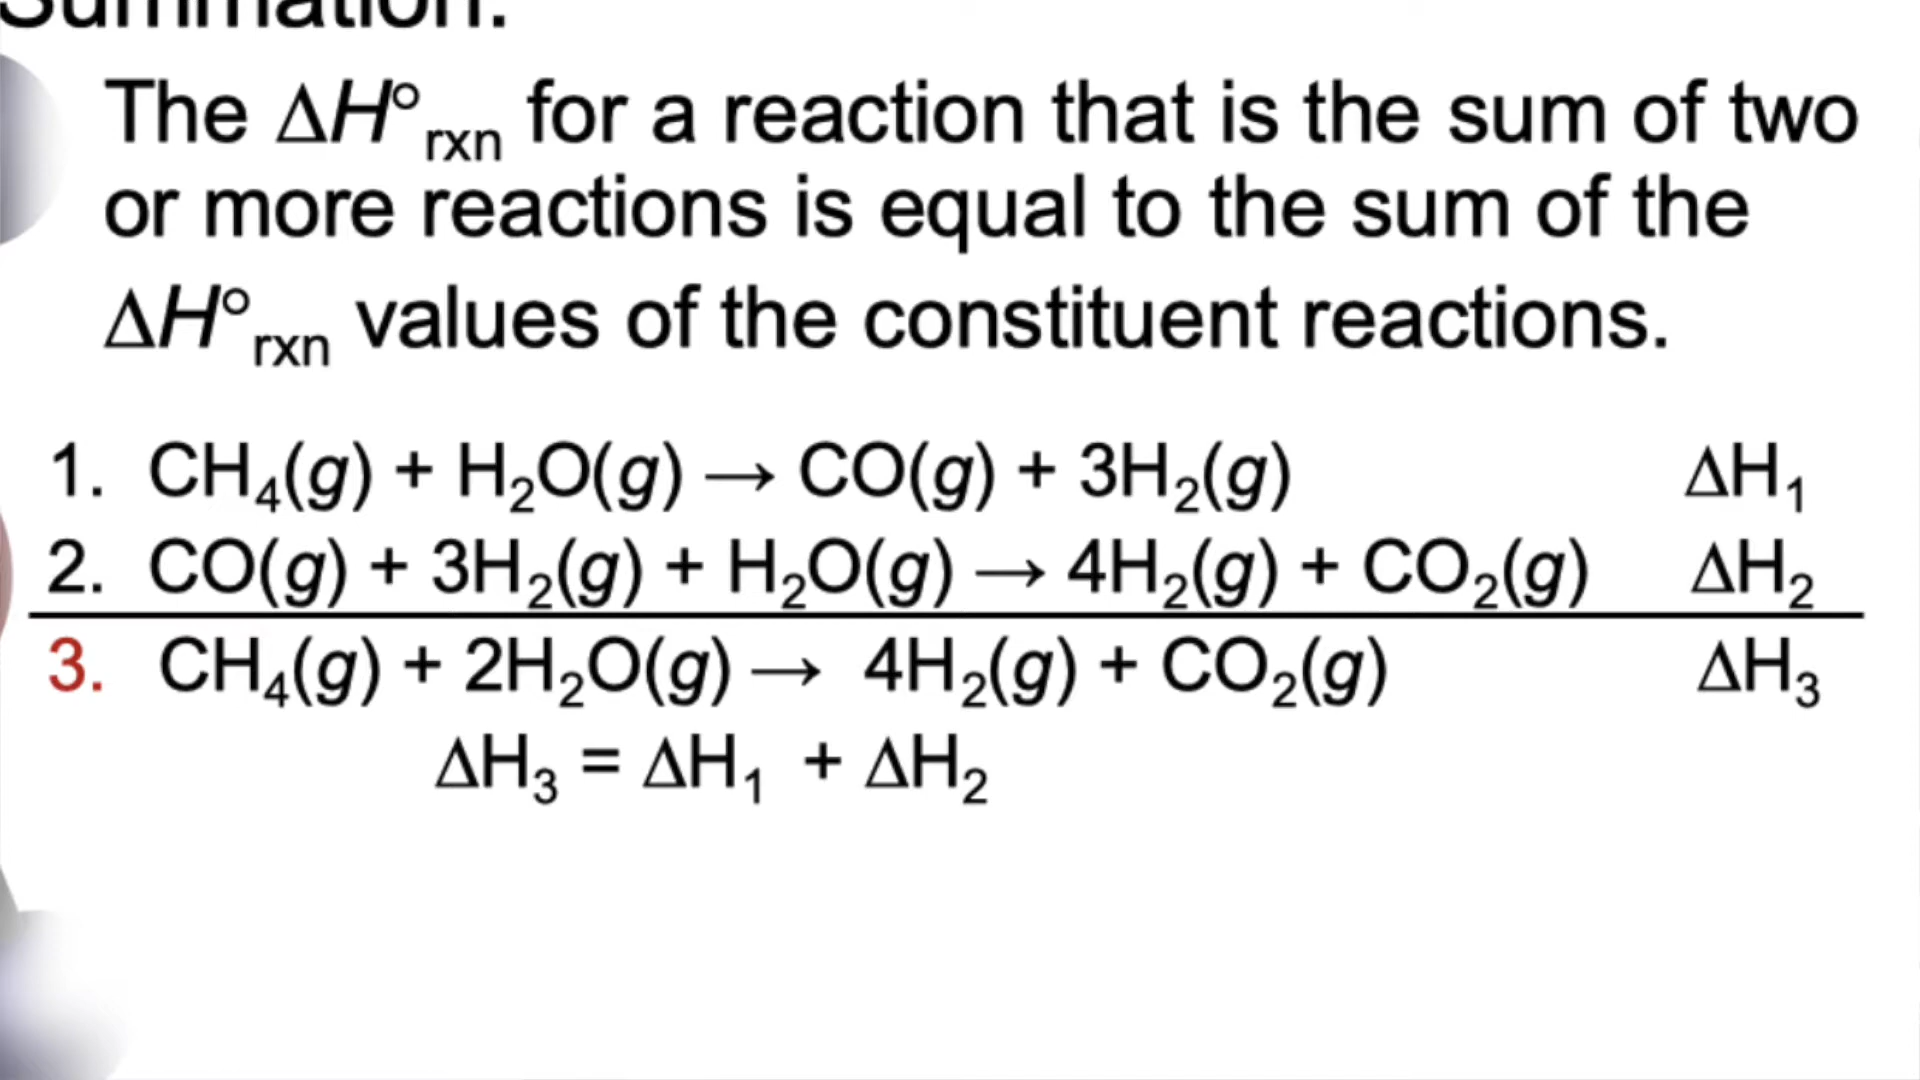 Summation:
The ΔH°rxn for a reaction that is the sum of two
or more reactions is equal to the sum of the
ΔH°rxn values of the constituent reactions.
1. CH₄(g) + H₂O(g) → CO(g) + 3H₂(g) ΔH₁
2. CO(g) + 3H₂(g) + H₂O(g) → 4H₂(g) + CO₂(g) ΔH₂
3. CH₄(g) + 2H₂O(g) → 4H₂(g) + CO₂(g) ΔH₃
ΔH₃ = ΔH₁ + ΔH₂